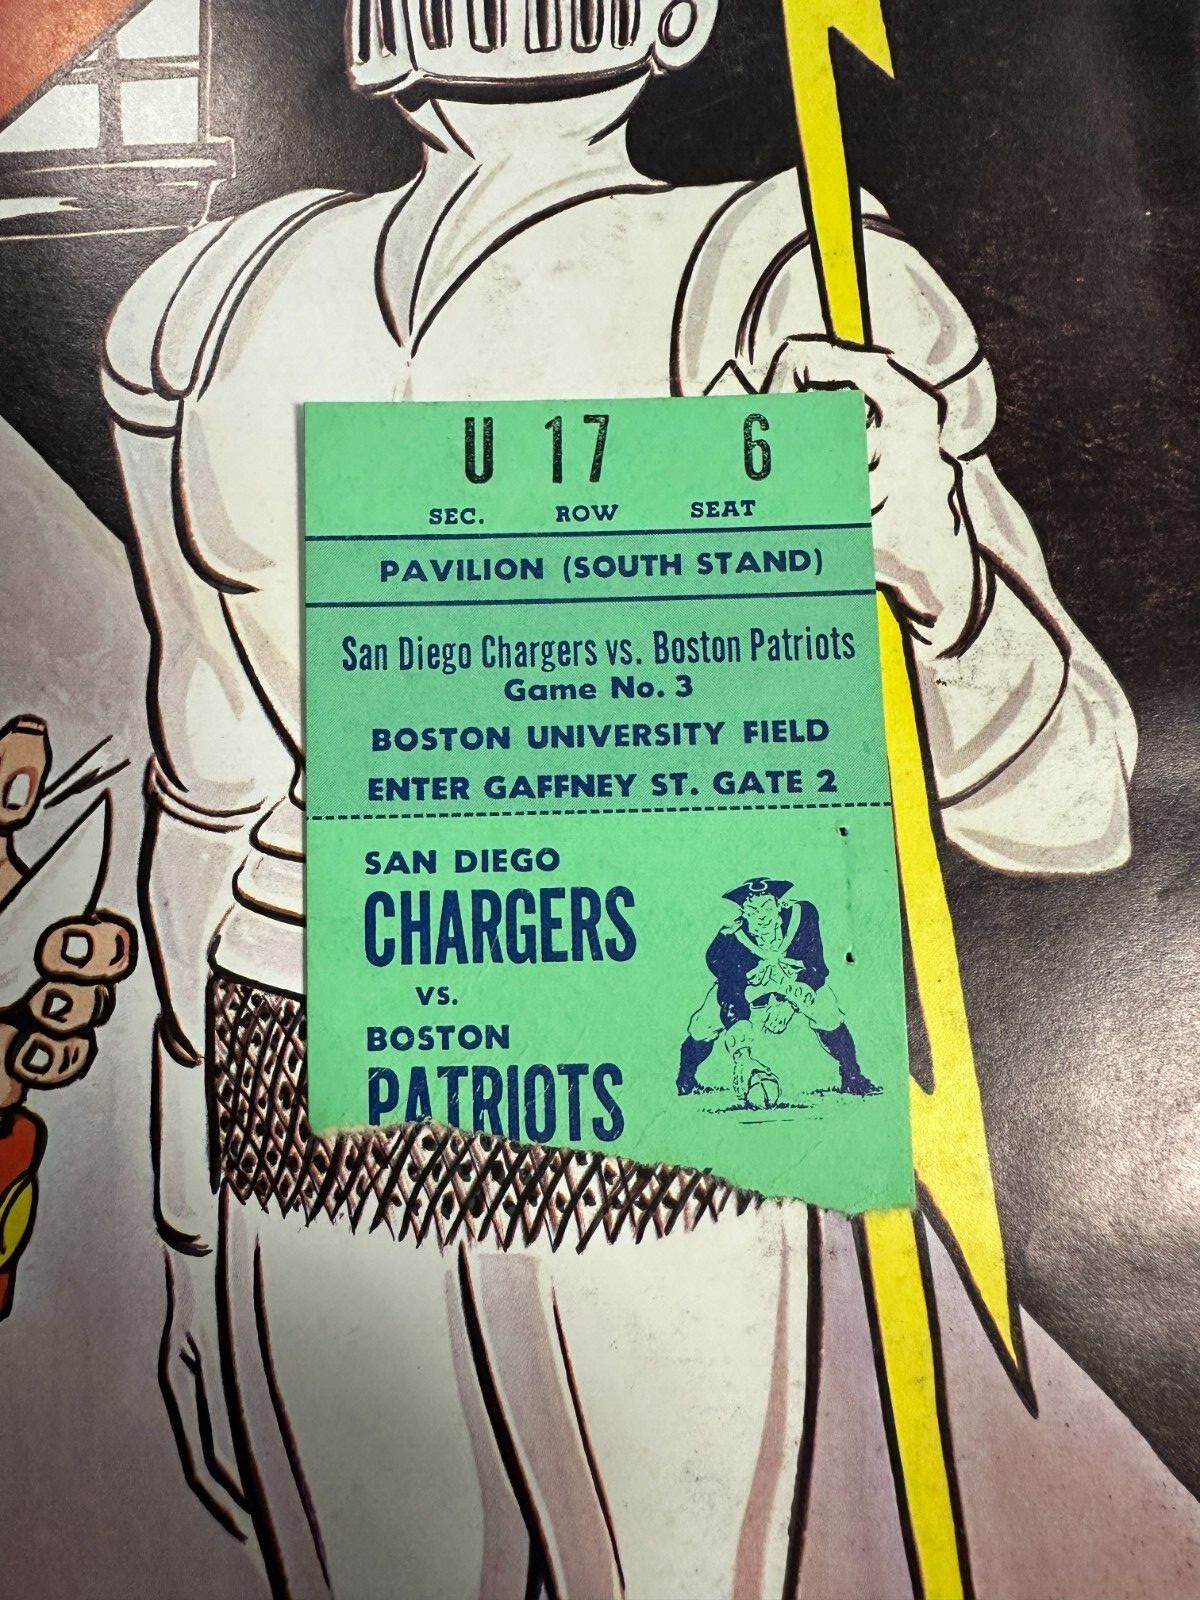 U 17 6
SEC. ROW SEAT
PAVILION (SOUTH STAND)
San Diego Chargers vs. Boston Patriots
Game No. 3
BOSTON UNIVERSITY FIELD
ENTER GAFFNEY ST. GATE 2
SAN DIEGO
CHARGERS
VS.
BOSTON
PATRIOTS